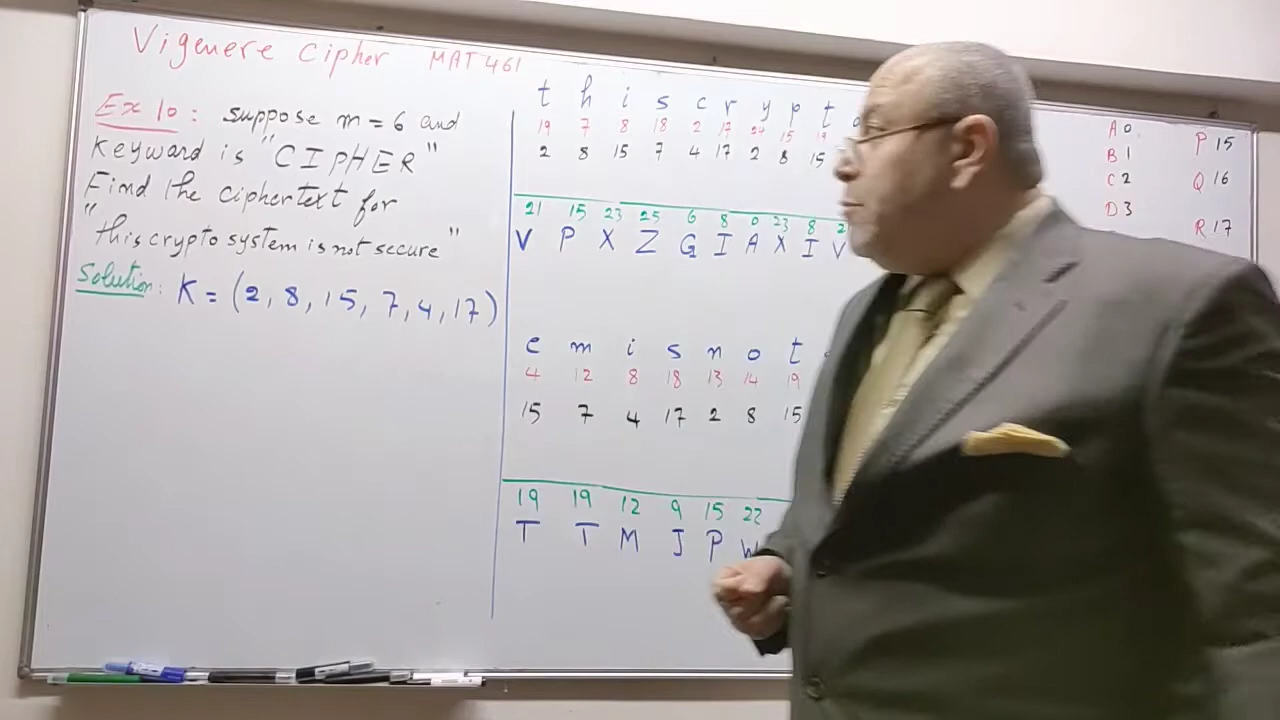 Vigenere Cipher MAT 461
Ex 10: suppose m = 6 and
Keyward is "CIPHER"
Find the ciphertext for
"this crypto system is not secure"
Solution: K = (2, 8, 15, 7, 4, 17)
t h i s c r y p t
19 7 8 18 2 17 24 15 19
2 8 15 7 4 17 2 8 15
21 15 23 25 6 8 0 23 8
V P X Z G I A X I V
e m i s n o t
4 12 8 18 13 14 19
15 7 4 17 2 8 15
19 19 12 9 15 22
T T M J P W
A 0
B 1
C 2
D 3
P 15
Q 16
R 17